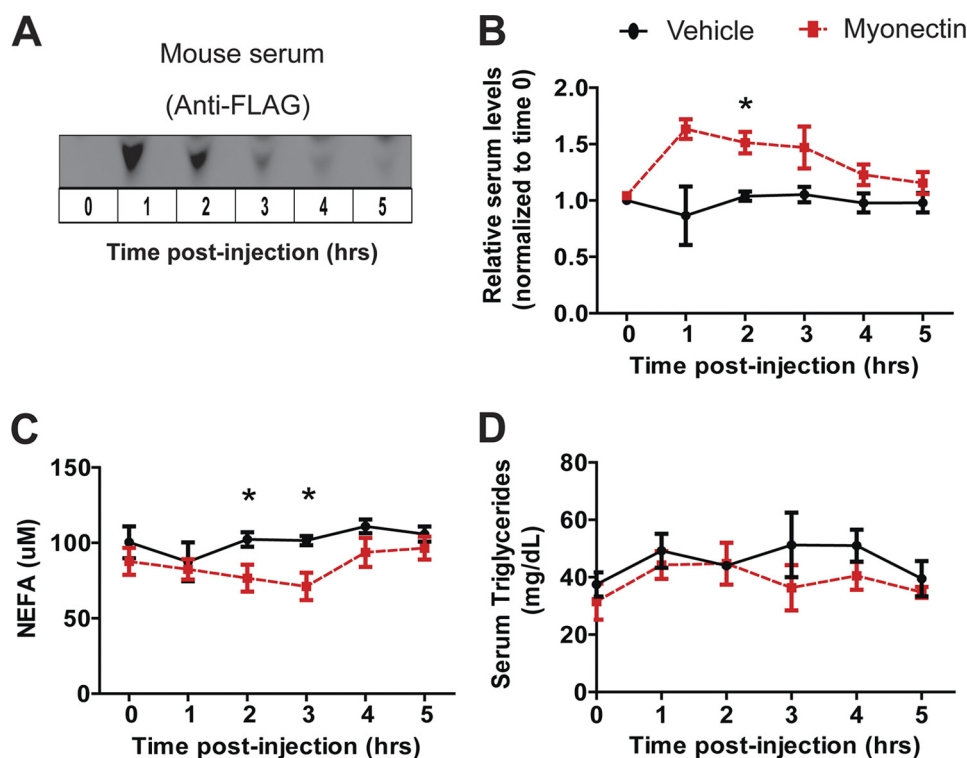 A
Mouse serum
(Anti-FLAG)
0 1 2 3 4 5
Time post-injection (hrs)
B
Vehicle Myonectin
Relative serum levels
(normalized to time 0)
2.0
*
1.5
1.0
0.5
0.0
0 1 2 3 4 5
Time post-injection (hrs)
C
NEFA (uM)
150
* *
100
50
0
0 1 2 3 4 5
Time post-injection (hrs)
D
Serum Triglycerides
(mg/dL)
80
60
40
20
0
0 1 2 3 4 5
Time post-injection (hrs)